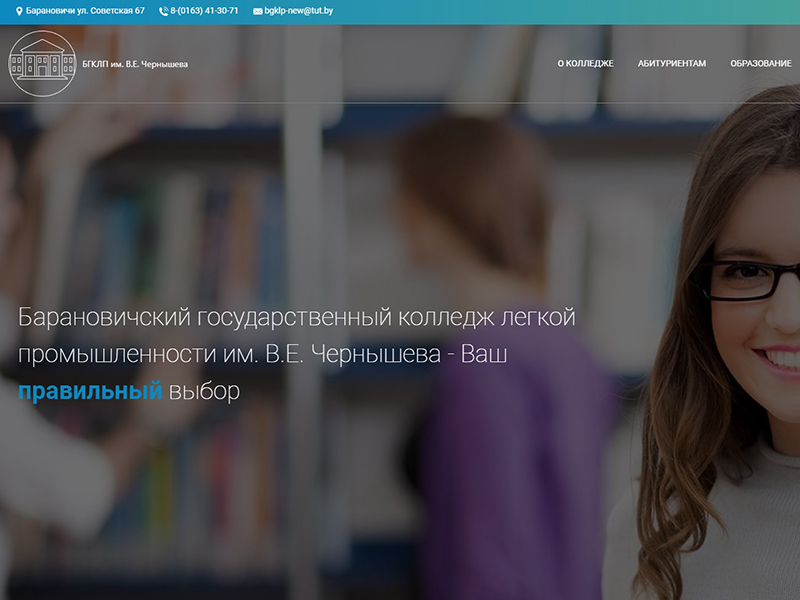 Барановичи ул. Советская 67 8-(0163) 41-30-71 bgklp-new@tut.by
БГКЛП им. В.Е. Чернышева О КОЛЛЕДЖЕ АБИТУРИЕНТАМ ОБРАЗОВАНИЕ
Барановичский государственный колледж легкой
промышленности им. В.Е. Чернышева - Ваш
правильный выбор